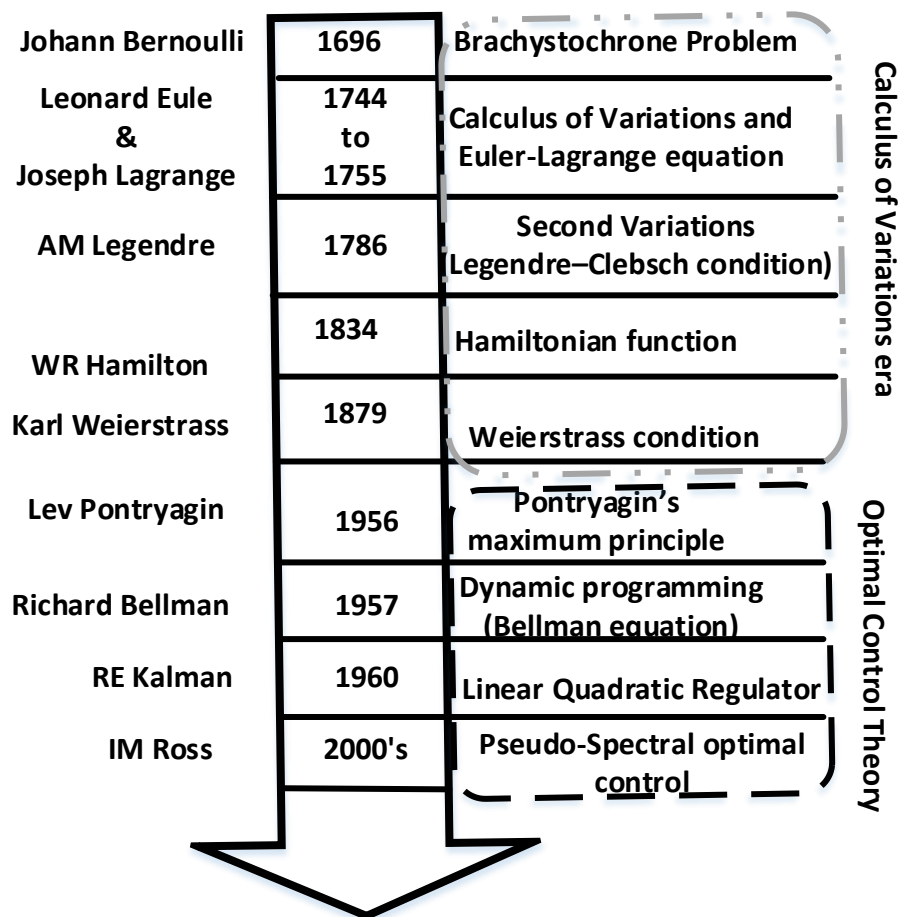 Johann Bernoulli 1696 Brachystochrone Problem
Leonard Eule
&
Joseph Lagrange
1744
to
1755
Calculus of Variations and
Euler-Lagrange equation
AM Legendre 1786
Second Variations
(Legendre–Clebsch condition)
WR Hamilton 1834 Hamiltonian function
Karl Weierstrass 1879 Weierstrass condition
Calculus of Variations era
Lev Pontryagin 1956
Pontryagin’s
maximum principle
Richard Bellman 1957
Dynamic programming
(Bellman equation)
RE Kalman 1960 Linear Quadratic Regulator
IM Ross 2000's
Pseudo-Spectral optimal
control
Optimal Control Theory